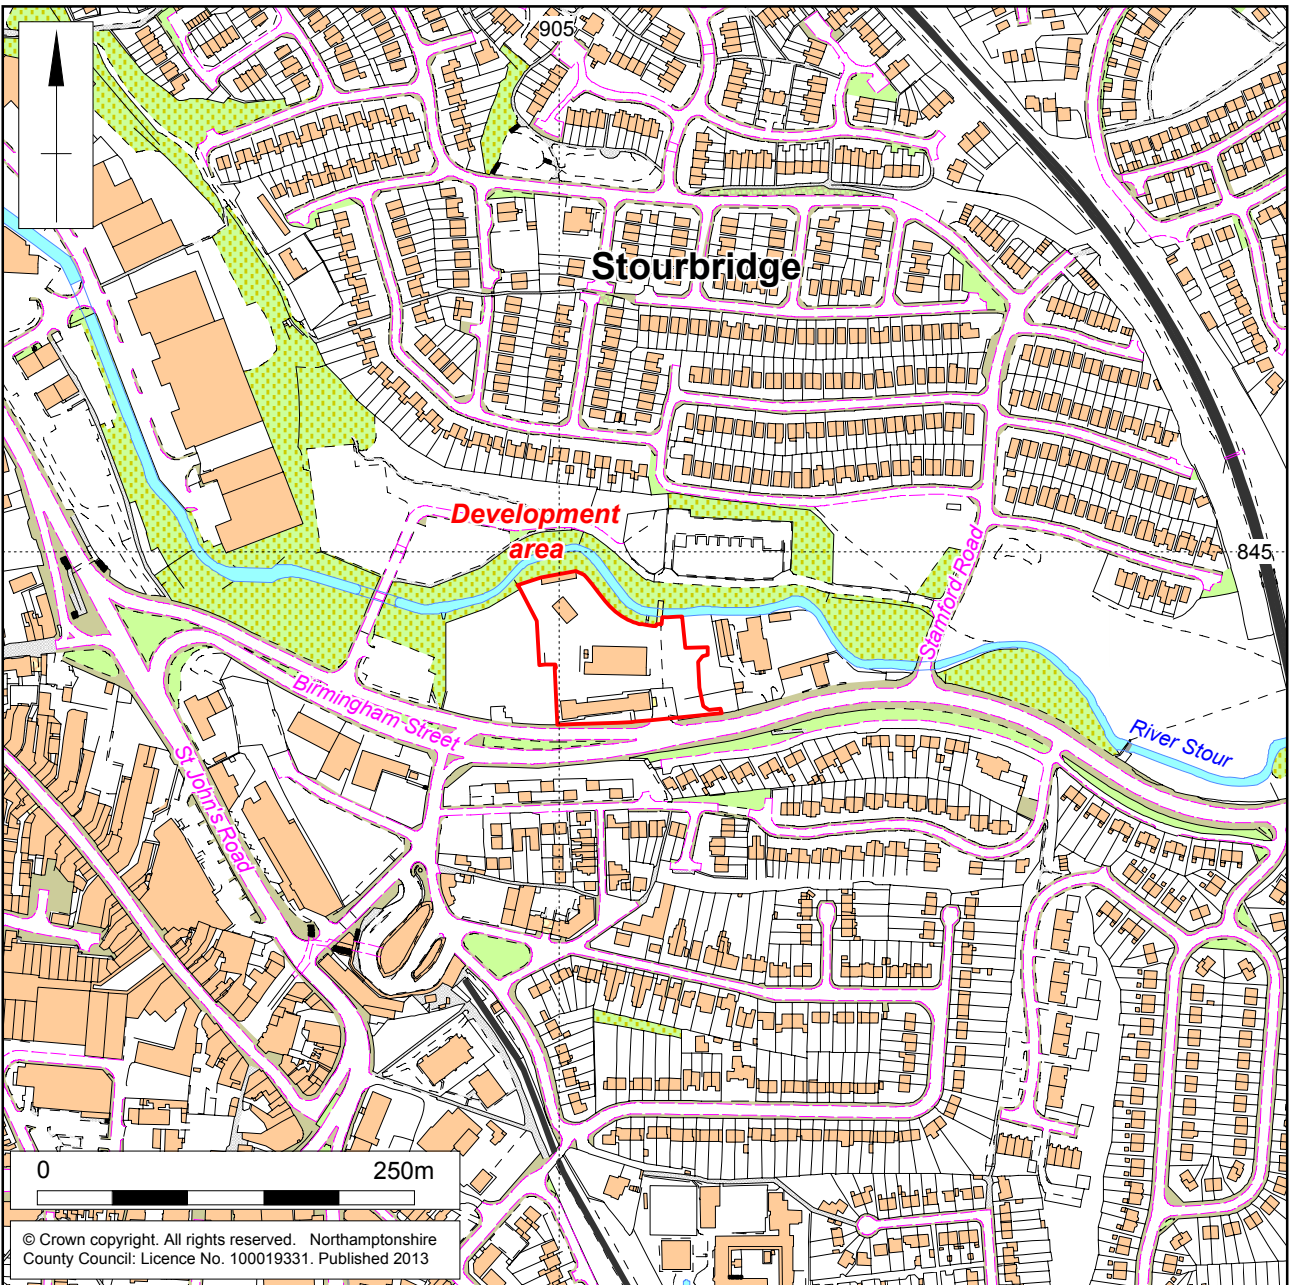 905
Stourbridge
Development
area
845
Stamford Road
Birmingham Street
River Stour
St John's Road
0 250m
© Crown copyright. All rights reserved. Northamptonshire
County Council: Licence No. 100019331. Published 2013